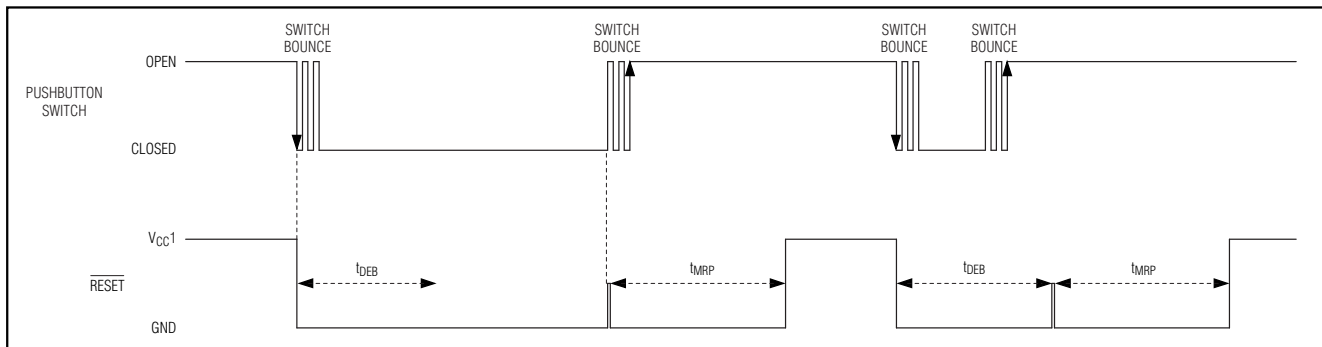 SWITCH
BOUNCE
SWITCH
BOUNCE
SWITCH
BOUNCE
SWITCH
BOUNCE
OPEN
PUSHBUTTON
SWITCH
CLOSED
VCC1
tDEB
tMRP
tDEB
tMRP
RESET
GND